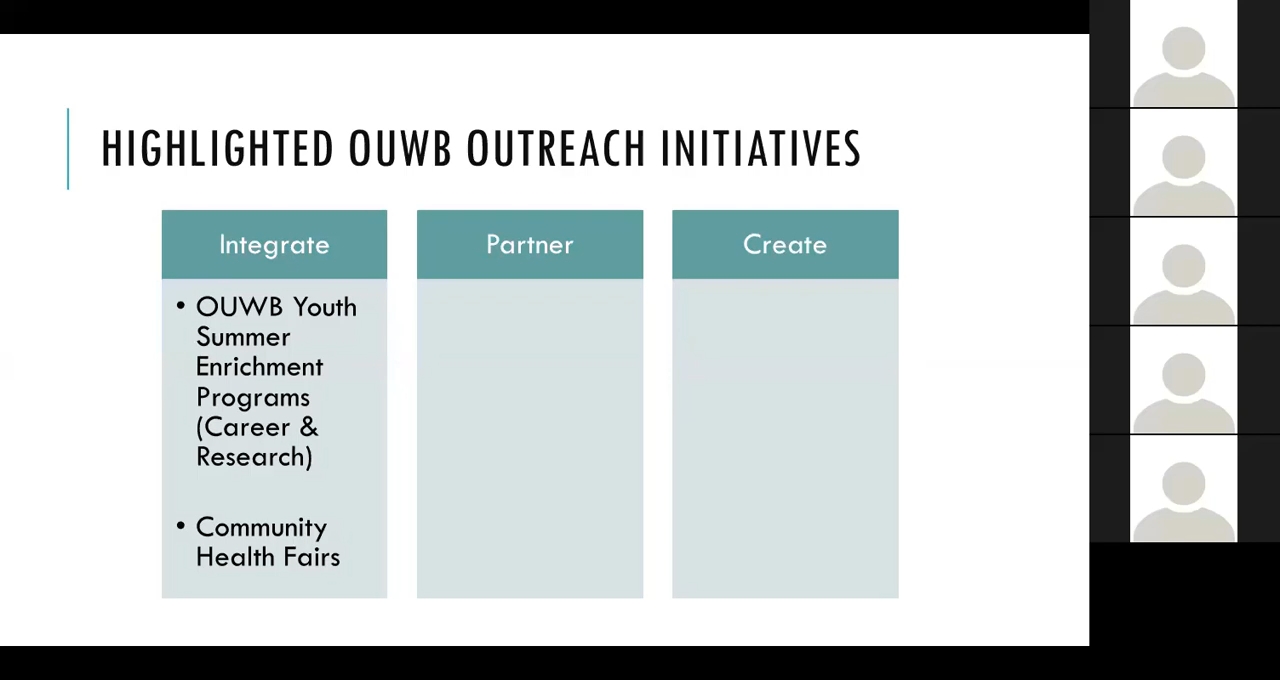 HIGHLIGHTED OUWB OUTREACH INITIATIVES
Integrate
• OUWB Youth
Summer
Enrichment
Programs
(Career &
Research)
• Community
Health Fairs
Partner
Create